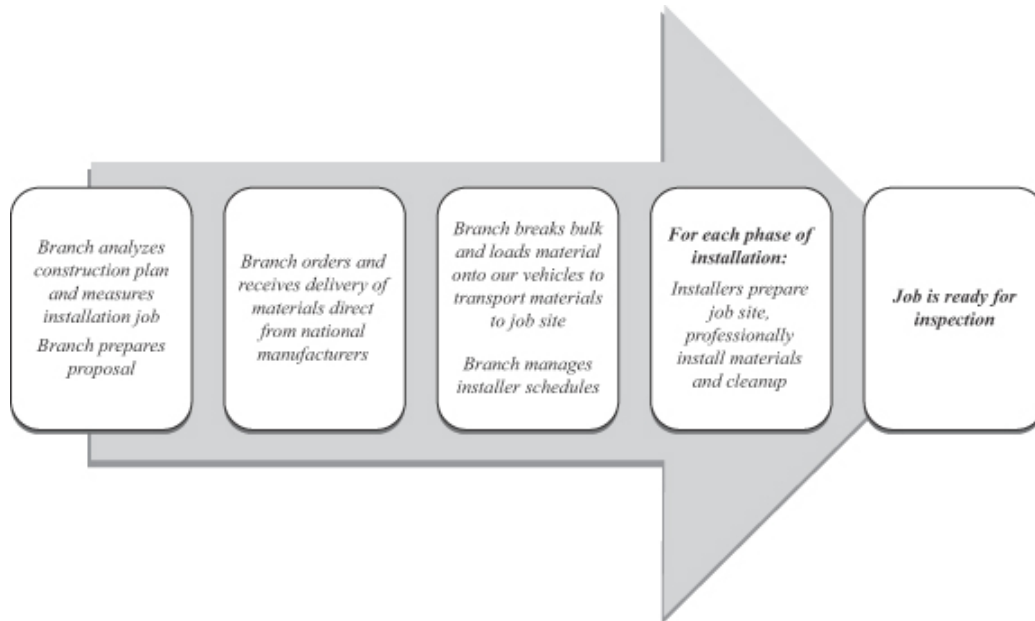 Branch analyzes
construction plan
and measures
installation job
Branch prepares
proposal
Branch orders and
receives delivery of
materials direct
from national
manufacturers
Branch breaks bulk
and loads material
onto our vehicles to
transport materials
to job site
Branch manages
installer schedules
For each phase of
installation:
Installers prepare
job site,
professionally
install materials
and cleanup
Job is ready for
inspection